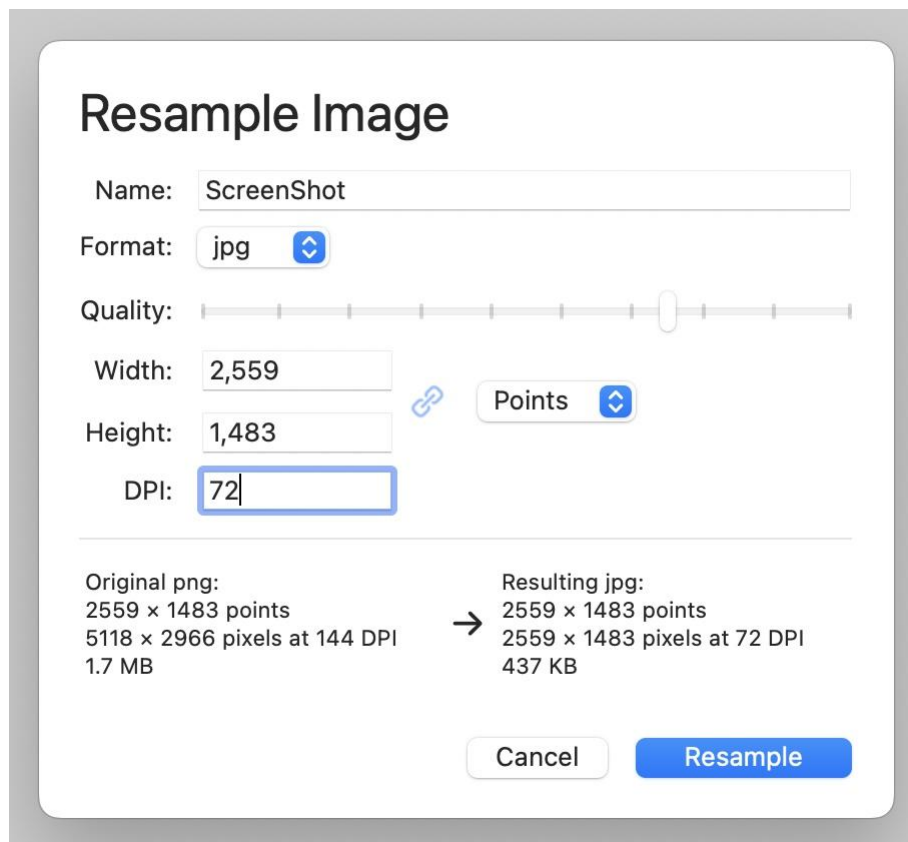 Resample Image
Name: ScreenShot
Format: jpg
Quality:
Width: 2,559
Points
Height: 1,483
DPI: 72
Original png:
2559 × 1483 points
5118 × 2966 pixels at 144 DPI
1.7 MB
→
Resulting jpg:
2559 × 1483 points
2559 × 1483 pixels at 72 DPI
437 KB
Cancel
Resample